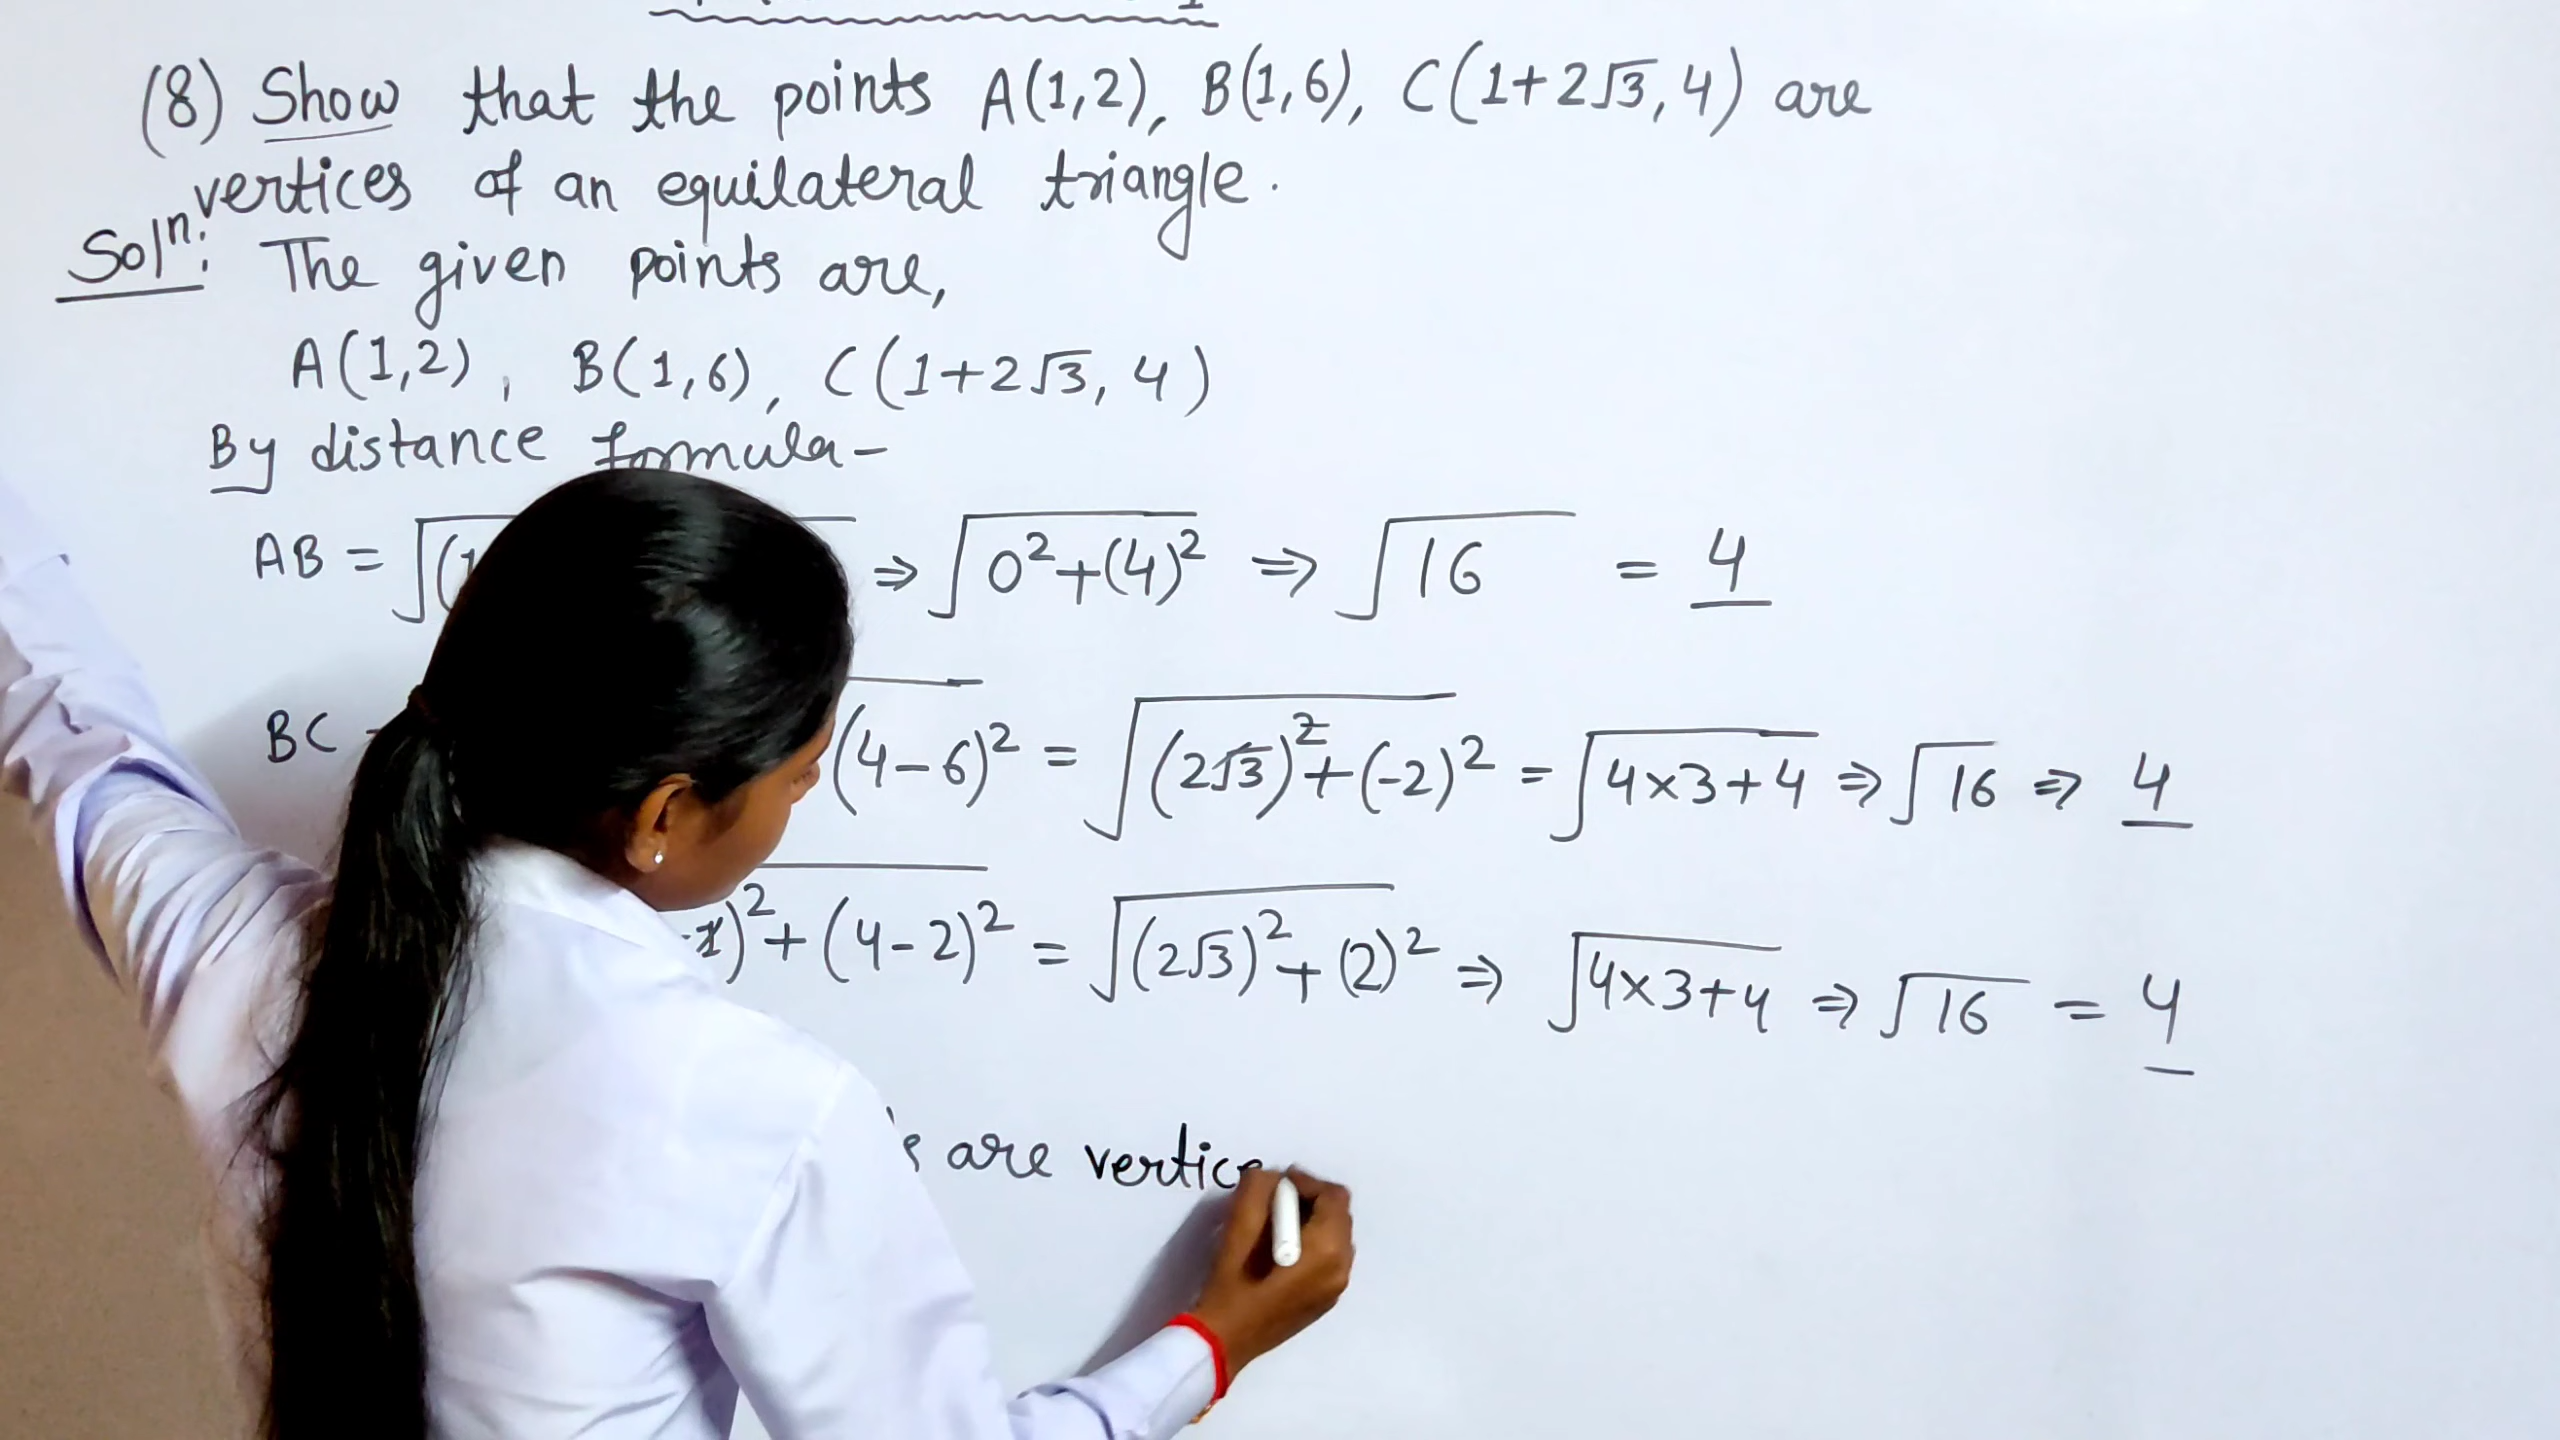 (8) Show that the points A(1,2), B(1,6), C(1+2√3, 4) are
vertices of an equilateral triangle.
Solⁿ: The given points are,
A(1,2), B(1,6), C(1+2√3, 4)
By distance formula-
AB = √(1 ⇒ √0²+(4)² ⇒ √16 = 4
BC (4-6)² = √(2√3)²+(-2)² = √4×3+4 ⇒ √16 ⇒ 4
)²+(4-2)² = √(2√3)²+(2)² ⇒ √4×3+4 ⇒ √16 = 4
are vertice